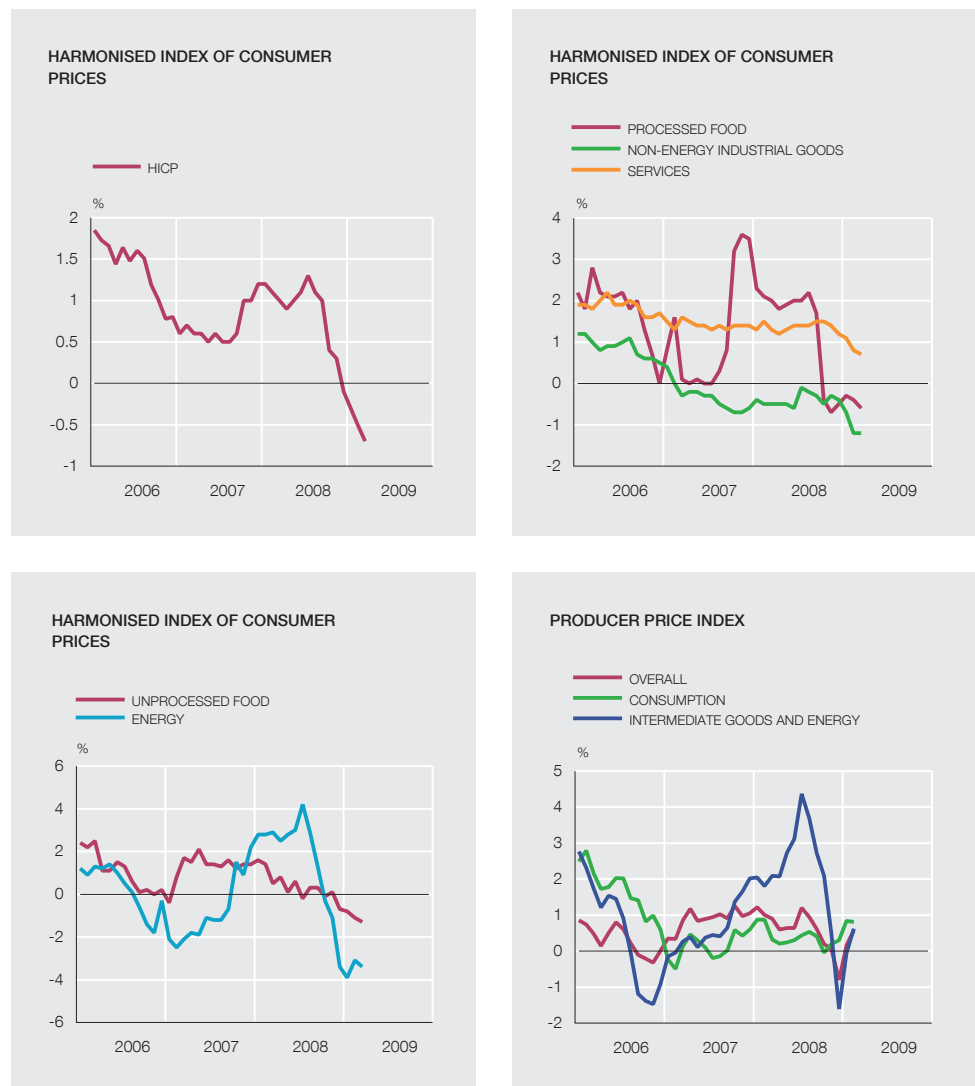 HARMONISED INDEX OF CONSUMER
PRICES
HICP
%
2
1.5
1
0.5
0
-0.5
-1
2006 2007 2008 2009
HARMONISED INDEX OF CONSUMER
PRICES
PROCESSED FOOD
NON-ENERGY INDUSTRIAL GOODS
SERVICES
%
4
3
2
1
0
-1
-2
2006 2007 2008 2009
HARMONISED INDEX OF CONSUMER
PRICES
UNPROCESSED FOOD
ENERGY
%
6
4
2
0
-2
-4
-6
2006 2007 2008 2009
PRODUCER PRICE INDEX
OVERALL
CONSUMPTION
INTERMEDIATE GOODS AND ENERGY
%
5
4
3
2
1
0
-1
-2
2006 2007 2008 2009